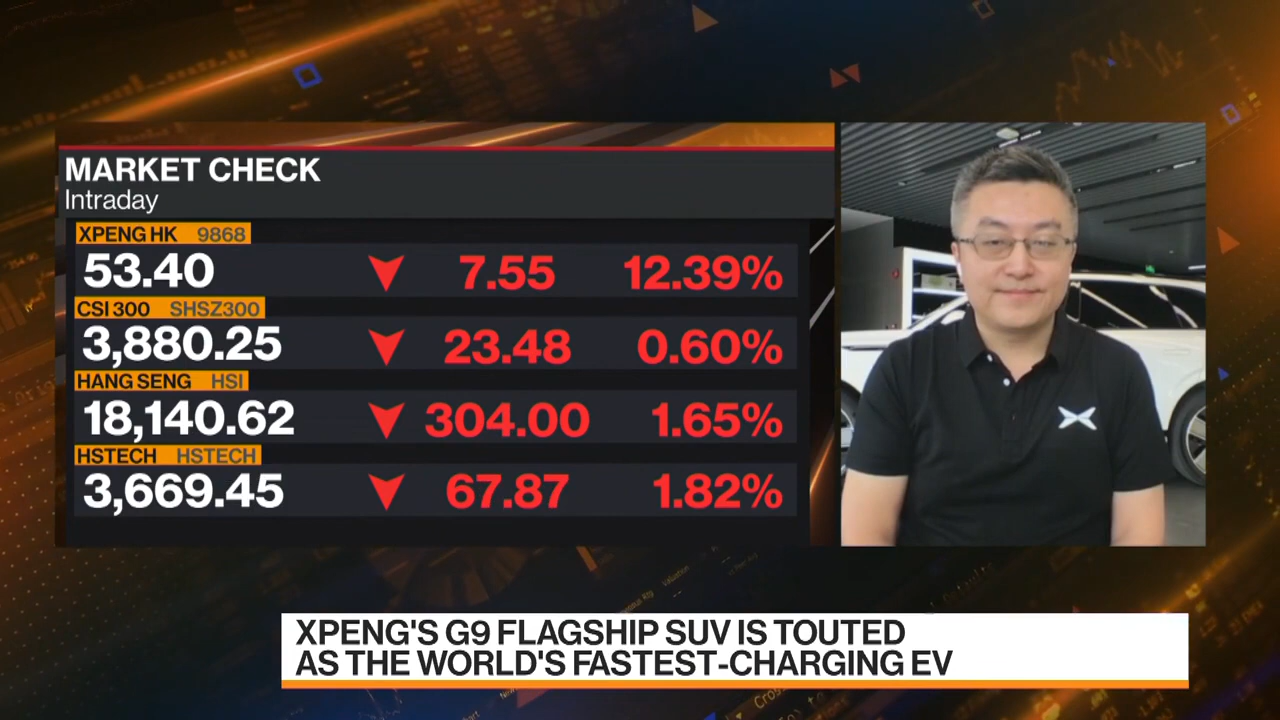 MARKET CHECK
Intraday
XPENG HK 9868
53.40 7.55 12.39%
CSI 300 SHSZ300
3,880.25 23.48 0.60%
HANG SENG HSI
18,140.62 304.00 1.65%
HSTECH HSTECH
3,669.45 67.87 1.82%
XPENG'S G9 FLAGSHIP SUV IS TOUTED
AS THE WORLD'S FASTEST-CHARGING EV